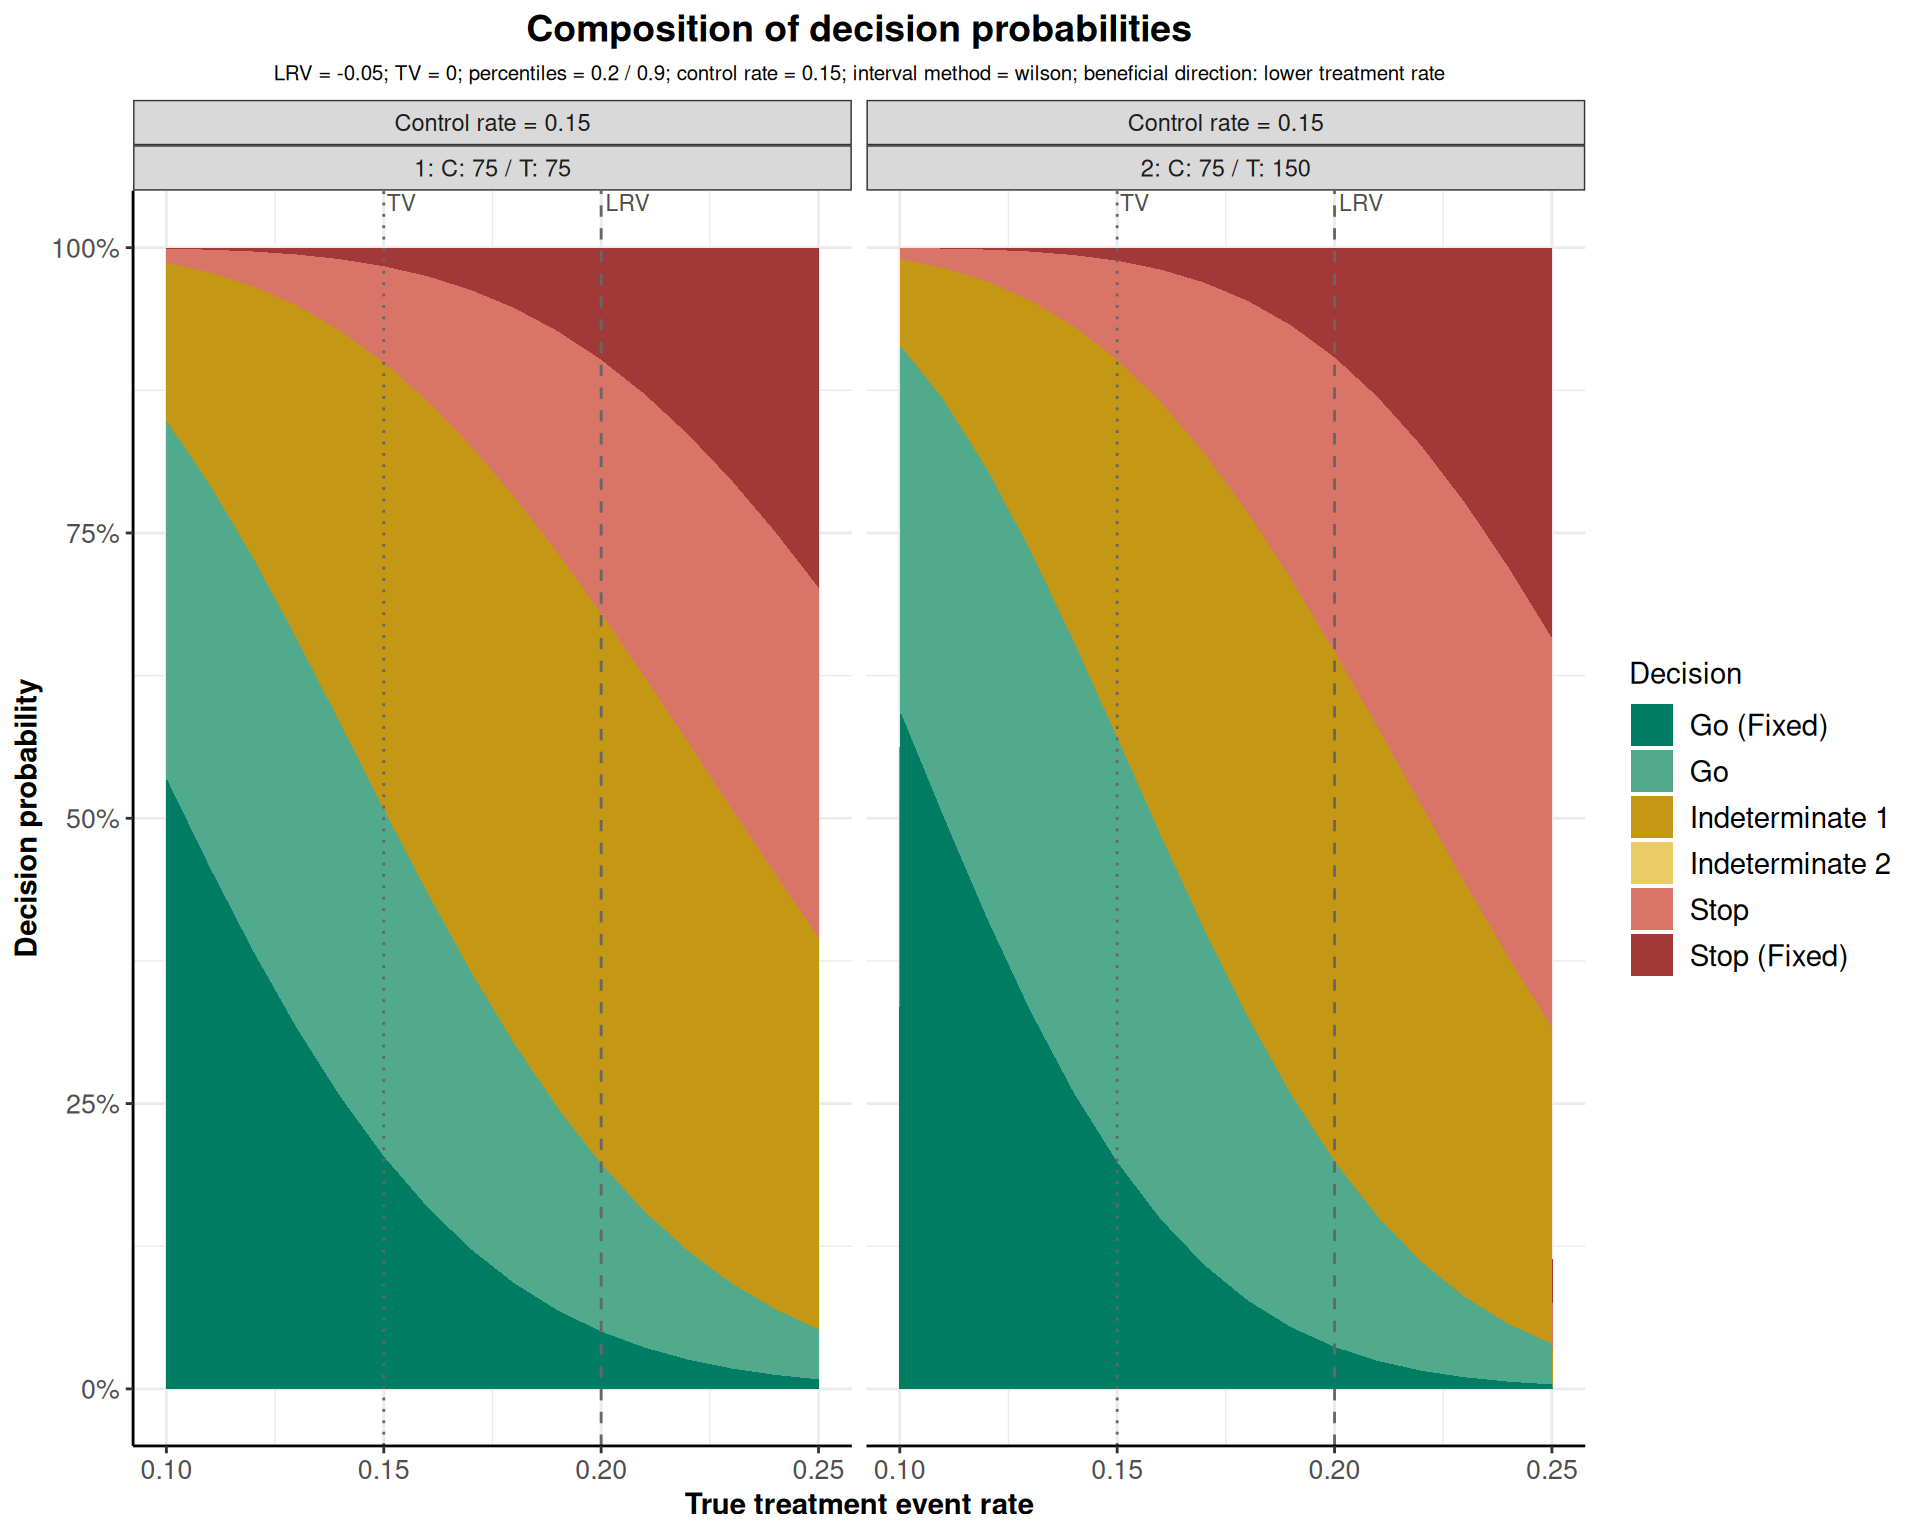 Composition of decision probabilities
LRV = -0.05; TV = 0; percentiles = 0.2 / 0.9; control rate = 0.15; interval method = wilson; beneficial direction: lower treatment rate
Control rate = 0.15
1: C: 75 / T: 75
TV
LRV
Control rate = 0.15
2: C: 75 / T: 150
TV
LRV
100%
75%
50%
25%
0%
Decision probability
0.10
0.15
0.20
0.25
0.10
0.15
0.20
0.25
True treatment event rate
Decision
Go (Fixed)
Go
Indeterminate 1
Indeterminate 2
Stop
Stop (Fixed)